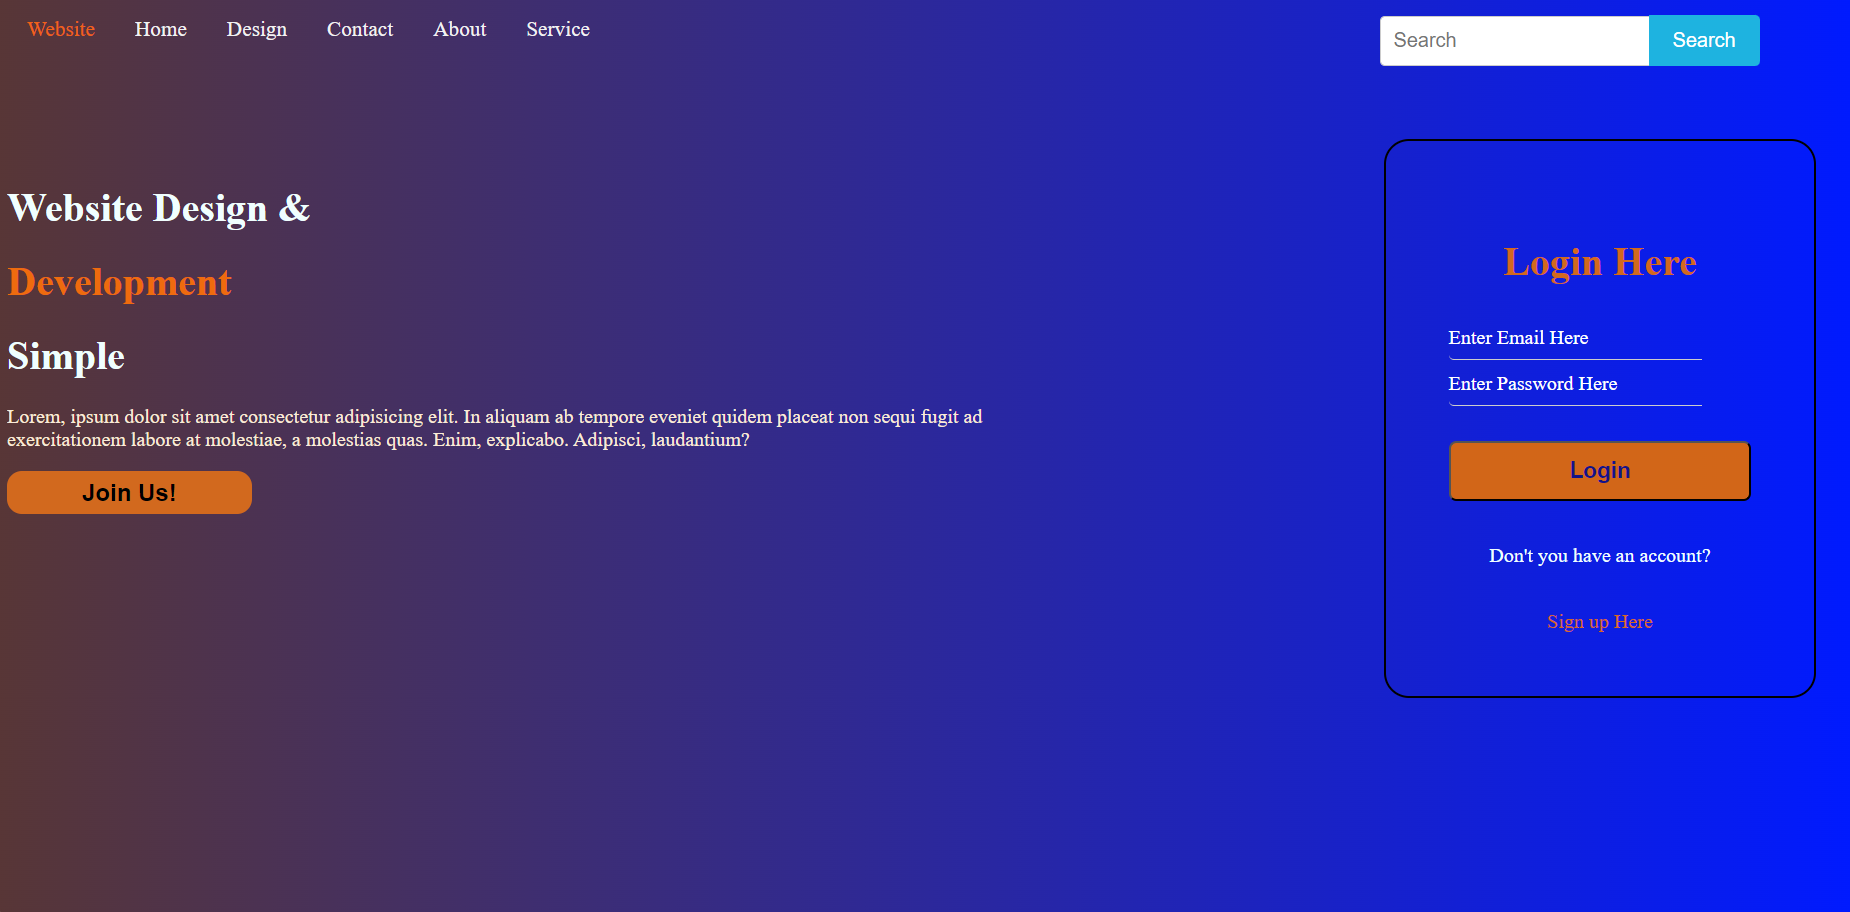 Website Home Design Contact About Service
Search Search
Website Design &
Development
Simple
Lorem, ipsum dolor sit amet consectetur adipisicing elit. In aliquam ab tempore eveniet quidem placeat non sequi fugit ad
exercitationem labore at molestiae, a molestias quas. Enim, explicabo. Adipisci, laudantium?
Join Us!
Login Here
Enter Email Here
Enter Password Here
Login
Don't you have an account?
Sign up Here